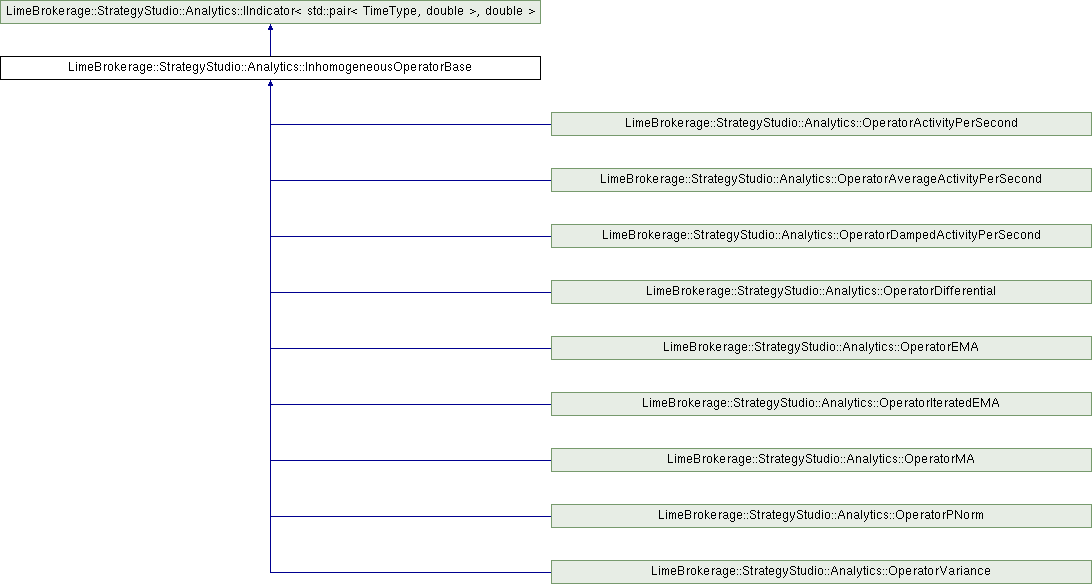 LimeBrokerage::StrategyStudio::Analytics::IIndicator< std::pair< TimeType, double >, double >
LimeBrokerage::StrategyStudio::Analytics::InhomogeneousOperatorBase
LimeBrokerage::StrategyStudio::Analytics::OperatorActivityPerSecond
LimeBrokerage::StrategyStudio::Analytics::OperatorAverageActivityPerSecond
LimeBrokerage::StrategyStudio::Analytics::OperatorDampedActivityPerSecond
LimeBrokerage::StrategyStudio::Analytics::OperatorDifferential
LimeBrokerage::StrategyStudio::Analytics::OperatorEMA
LimeBrokerage::StrategyStudio::Analytics::OperatorIteratedEMA
LimeBrokerage::StrategyStudio::Analytics::OperatorMA
LimeBrokerage::StrategyStudio::Analytics::OperatorPNorm
LimeBrokerage::StrategyStudio::Analytics::OperatorVariance